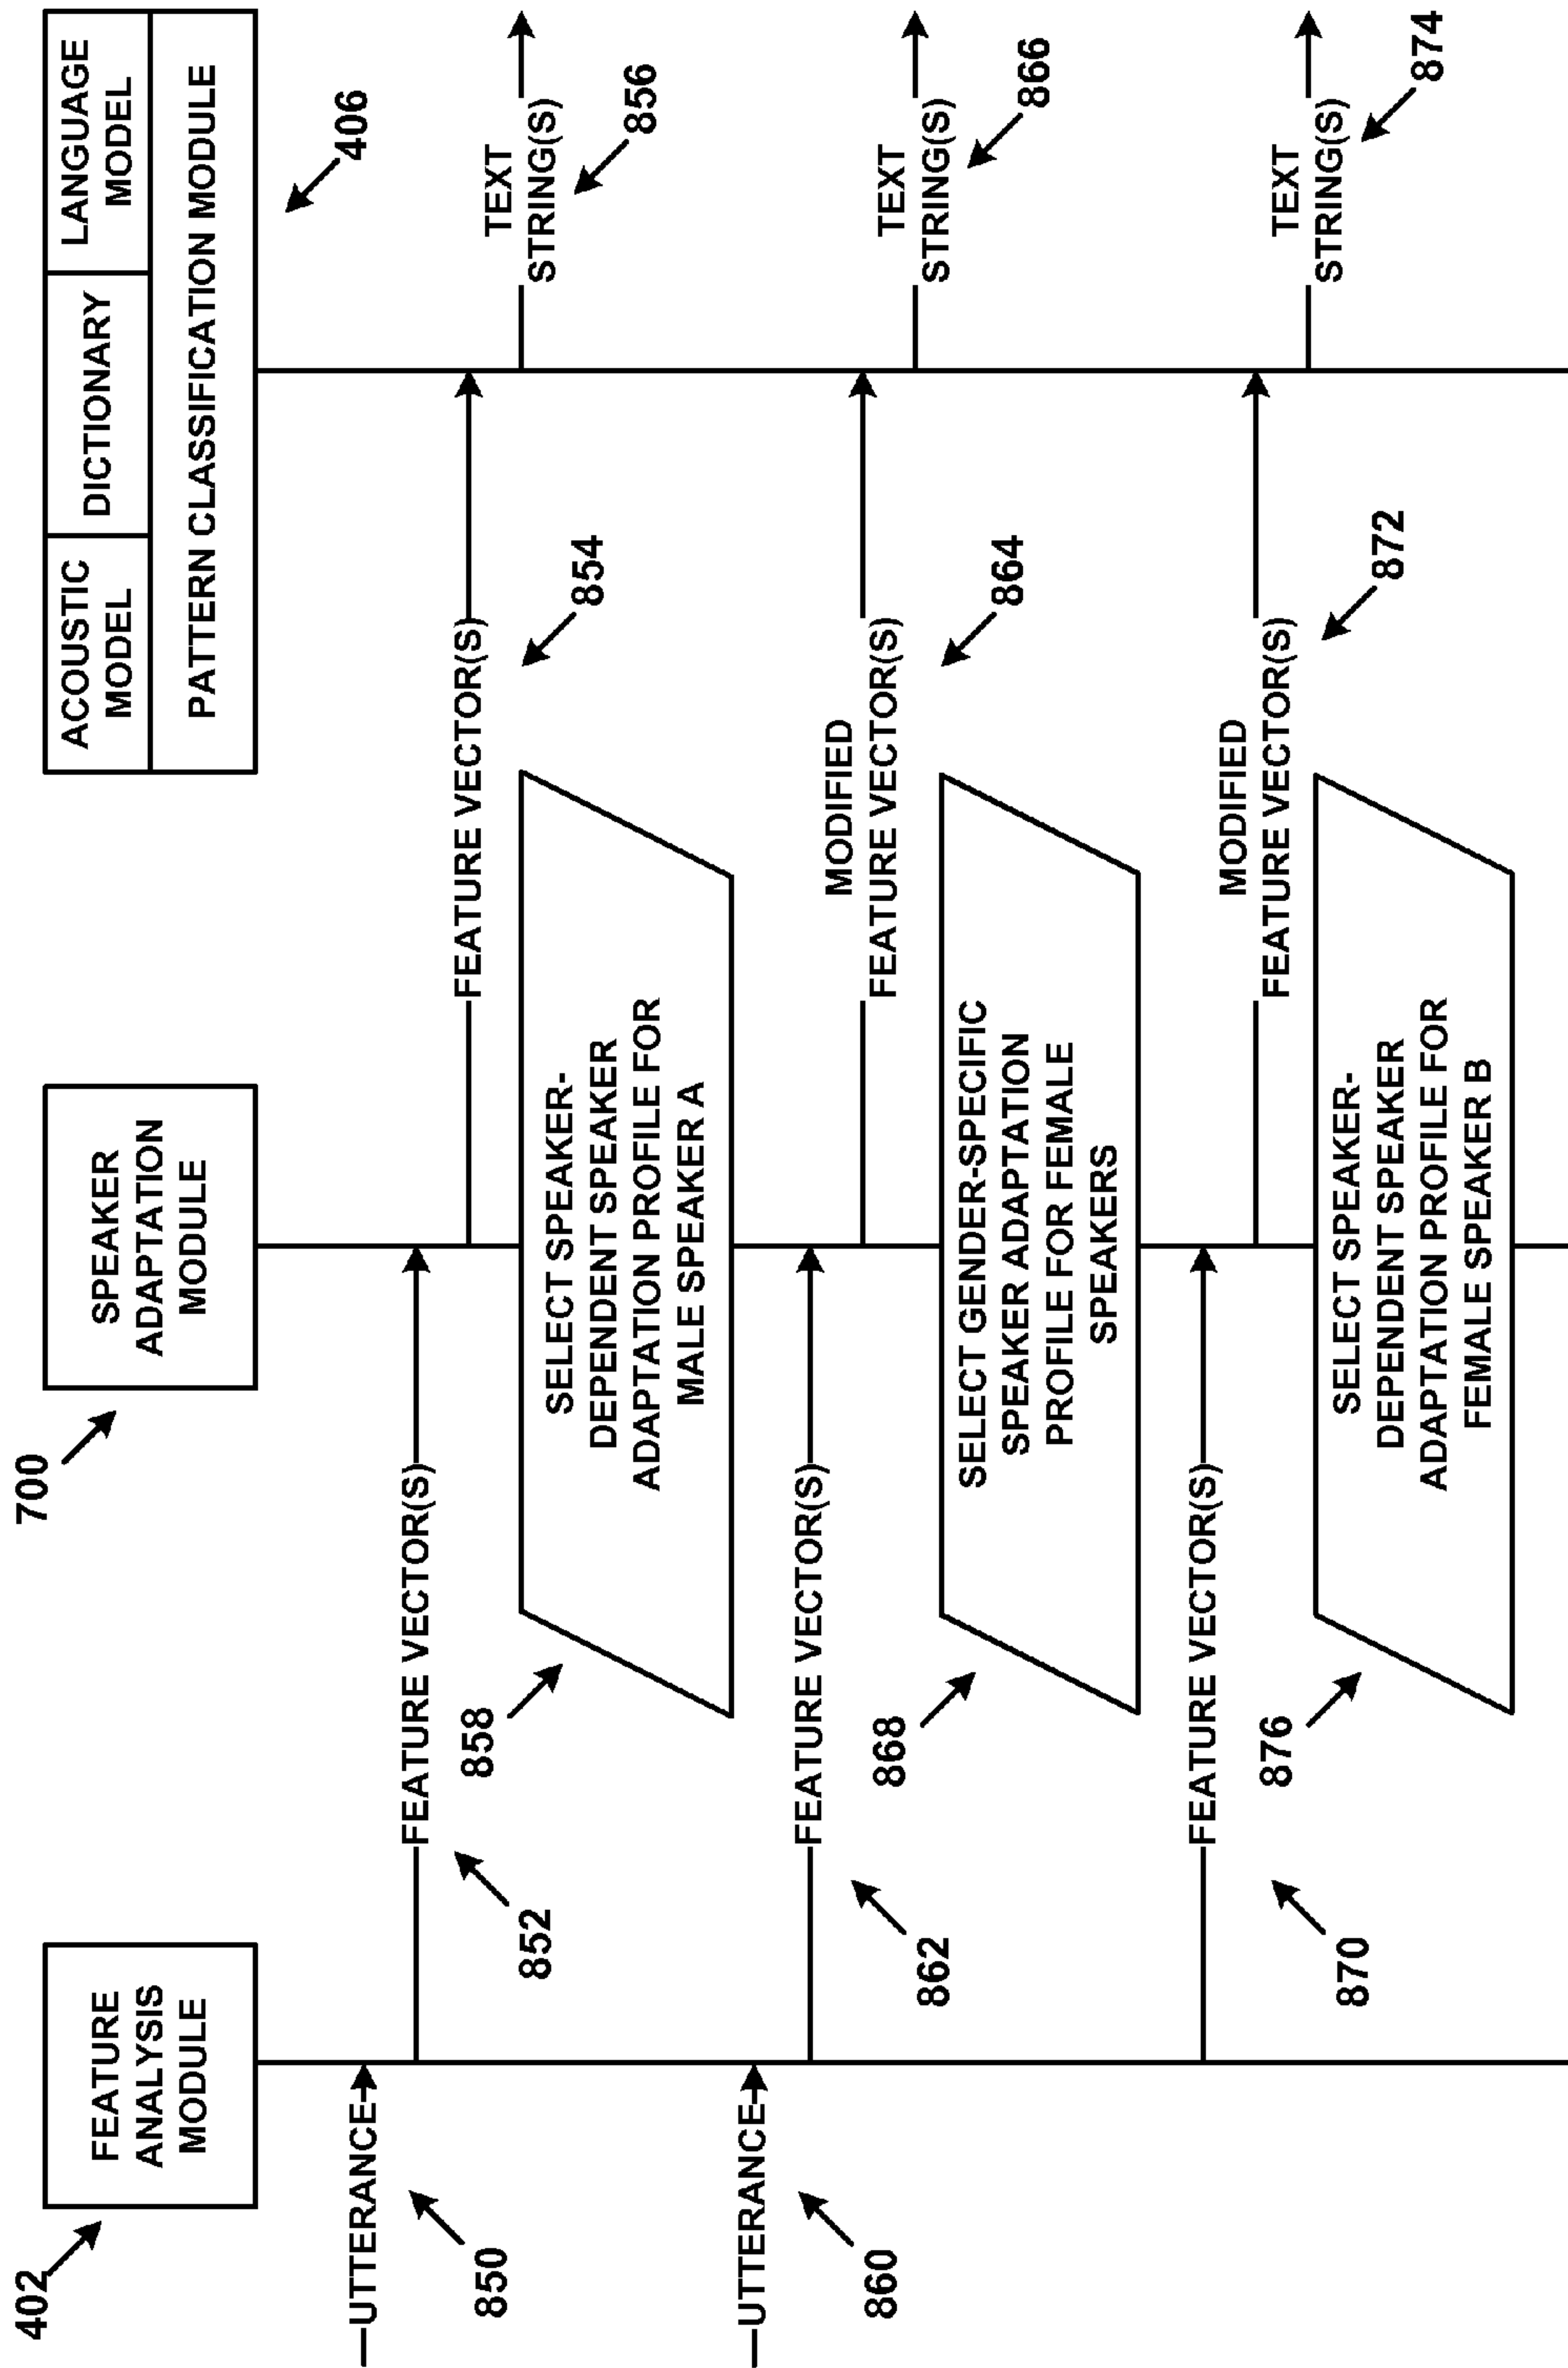 402
FEATURE
ANALYSIS
MODULE
700
SPEAKER
ADAPTATION
MODULE
ACOUSTIC
MODEL
DICTIONARY
LANGUAGE
MODEL
PATTERN CLASSIFICATION MODULE
406
UTTERANCE
850
FEATURE VECTOR(S)
852
FEATURE VECTOR(S)
854
TEXT
STRING(S)
856
858
SELECT SPEAKER-
DEPENDENT SPEAKER
ADAPTATION PROFILE FOR
MALE SPEAKER A
UTTERANCE
860
FEATURE VECTOR(S)
862
MODIFIED
FEATURE VECTOR(S)
864
TEXT
STRING(S)
866
868
SELECT GENDER-SPECIFIC
SPEAKER ADAPTATION
PROFILE FOR FEMALE
SPEAKERS
FEATURE VECTOR(S)
870
MODIFIED
FEATURE VECTOR(S)
872
TEXT
STRING(S)
874
876
SELECT SPEAKER-
DEPENDENT SPEAKER
ADAPTATION PROFILE FOR
FEMALE SPEAKER B